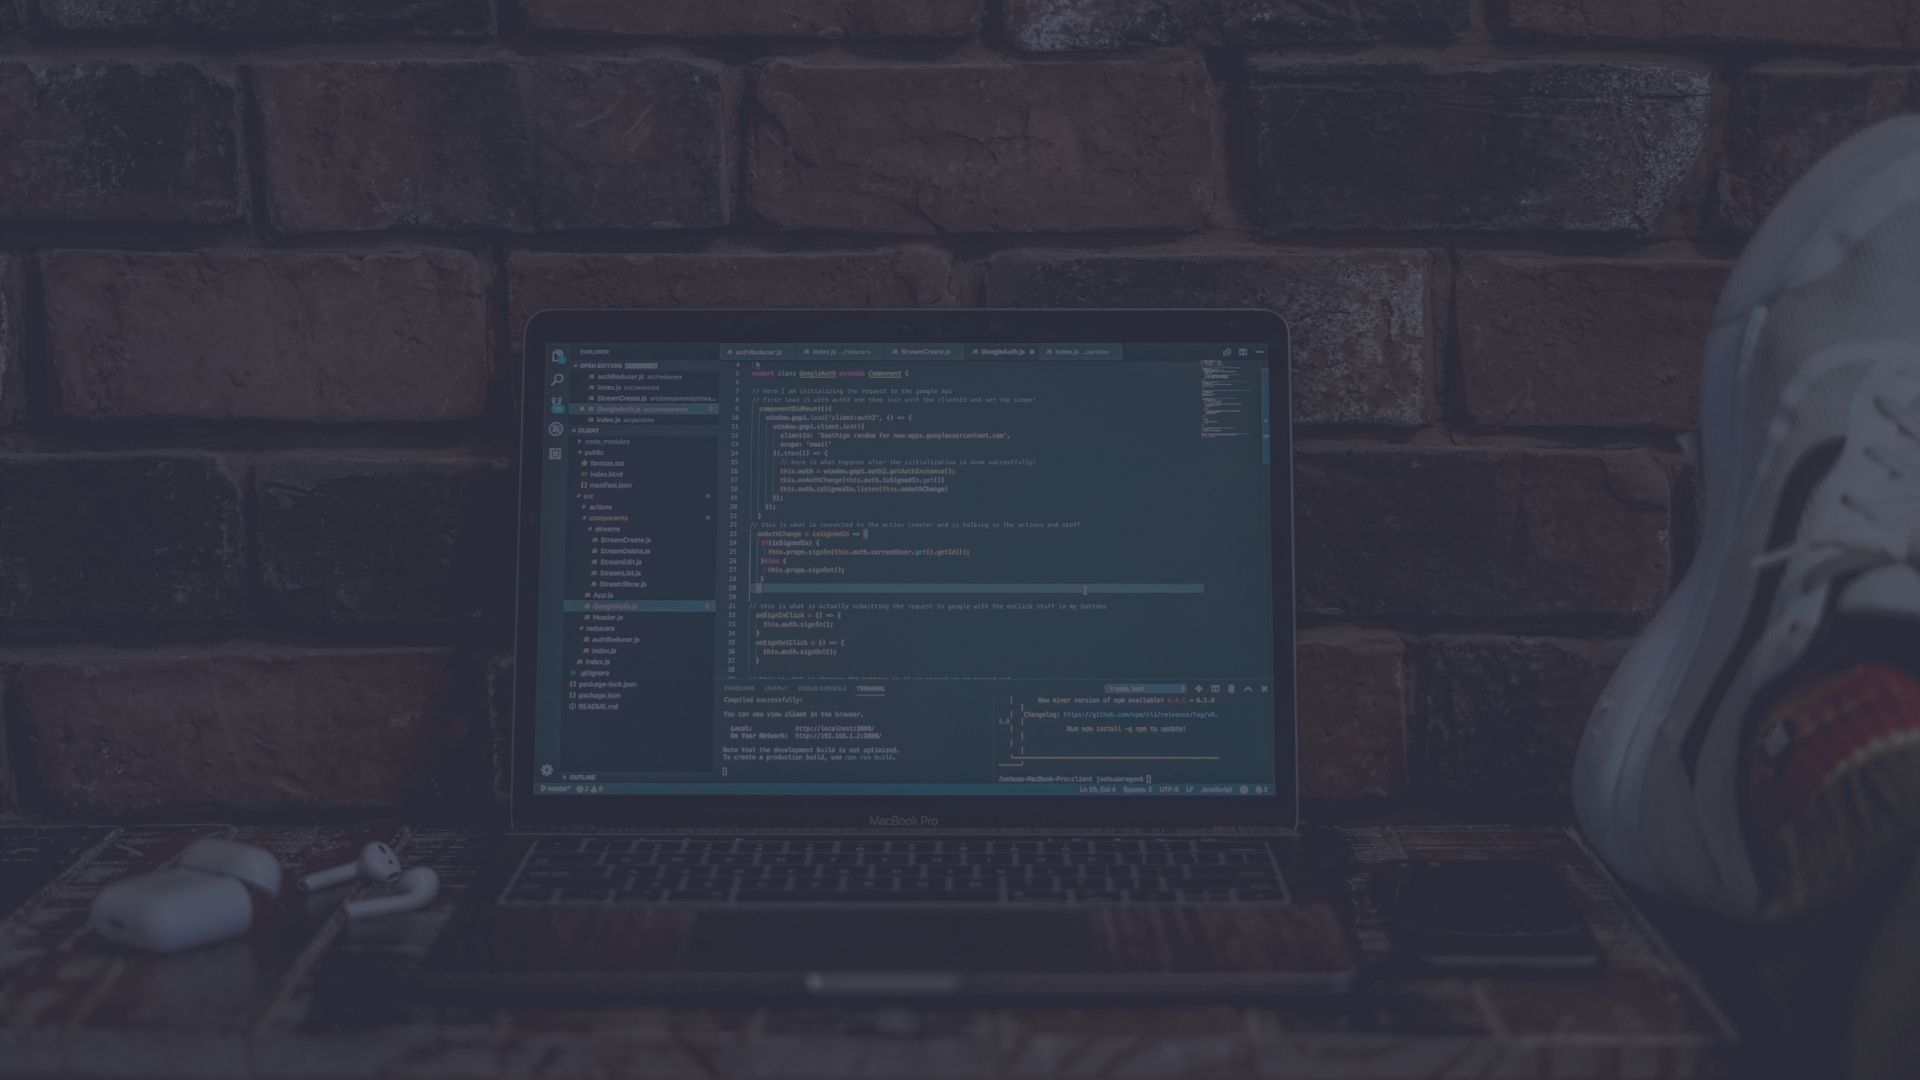 EXPLORER
OPEN EDITORS
authReducer.js src/reducers
index.js src/reducers
StreamCreate.js src/components/strea...
GoogleAuth.js src/components 2
index.js src/actions
CLIENT
node_modules
public
favicon.ico
index.html
manifest.json
src
actions
components
streams
StreamCreate.js
StreamDelete.js
StreamEdit.js
StreamList.js
StreamShow.js
App.js
GoogleAuth.js 2
Header.js
reducers
authReducer.js
index.js
index.js
.gitignore
package-lock.json
package.json
README.md
OUTLINE
authReducer.js index.js .../reducers StreamCreate.js GoogleAuth.js index.js .../actions
4
5 export class GoogleAuth extends Component {
6
7 // here I am initializing the request to the google api
8 // first load it with auth2 and then init with the clientId and set the scope!
9 componentDidMount(){
10 window.gapi.load('client:auth2', () => {
11 window.gapi.client.init({
12 clientId: 'Somethign random for now.apps.googleusercontent.com',
13 scope: 'email'
14 }).then(() => {
15 // here is what happnes after the initialization is done succesffully!
16 this.auth = window.gapi.auth2.getAuthInstance();
17 this.onAuthChange(this.auth.isSignedIn.get())
18 this.auth.isSignedIn.listen(this.onAuthChange)
19 });
20 });
21 }
22 // this is what is connected to the action creator and is talking to the actions and stuff
23 onAuthChange = isSignedIn => {
24 if(isSignedIn) {
25 this.props.signIn(this.auth.currentUser.get().getId());
26 }else {
27 this.props.signOut();
28 }
29 }
30
31 // this is what is actually submitting the request to google with the onClick stuff in my buttons
32 onSignInClick = () => {
33 this.auth.signIn();
34 }
35 onSignOutClick = () => {
36 this.auth.signOut();
37 }
38
PROBLEMS OUTPUT DEBUG CONSOLE TERMINAL
Compiled successfully!
You can now view client in the browser.
Local: http://localhost:3000/
On Your Network: http://192.168.1.2:3000/
Note that the development build is not optimized.
To create a production build, use npm run build.
New minor version of npm available! → 6.5.0
5.0
Changelog: https://github.com/npm/cli/releases/tag/v6.
Run npm install -g npm to update!
Joshuas-MacBook-Pro:client joshuaaragon$
master* 2 0 Ln 29, Col 4 Spaces: 2 UTF-8 LF JavaScript 2
MacBook Pro